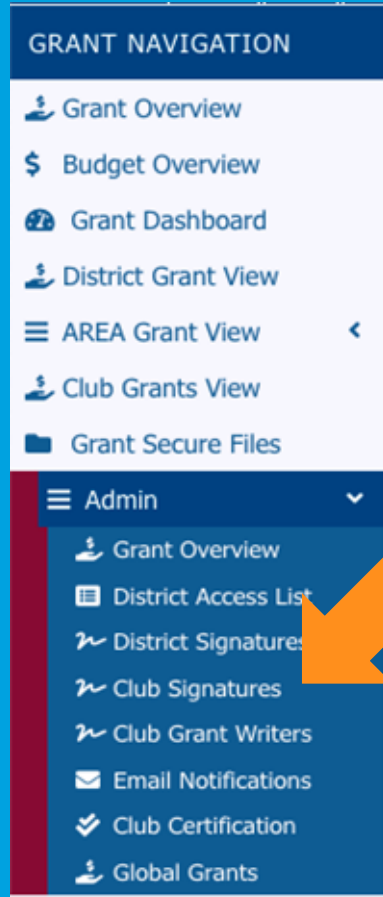 GRANT NAVIGATION
Grant Overview
$ Budget Overview
Grant Dashboard
District Grant View
AREA Grant View
Club Grants View
Grant Secure Files
Admin
Grant Overview
District Access List
District Signatures
Club Signatures
Club Grant Writers
Email Notifications
Club Certification
Global Grants